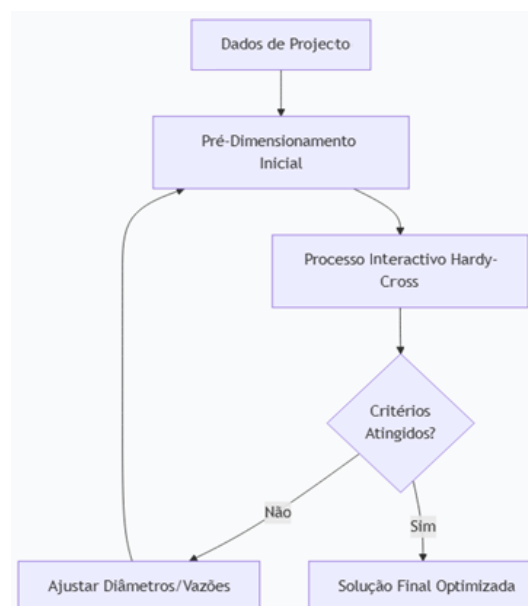 Dados de Projecto
Pré-Dimensionamento
Inicial
Processo Interactivo Hardy-
Cross
Critérios
Atingidos?
Não
Sim
Ajustar Diâmetros/Vazões
Solução Final Optimizada